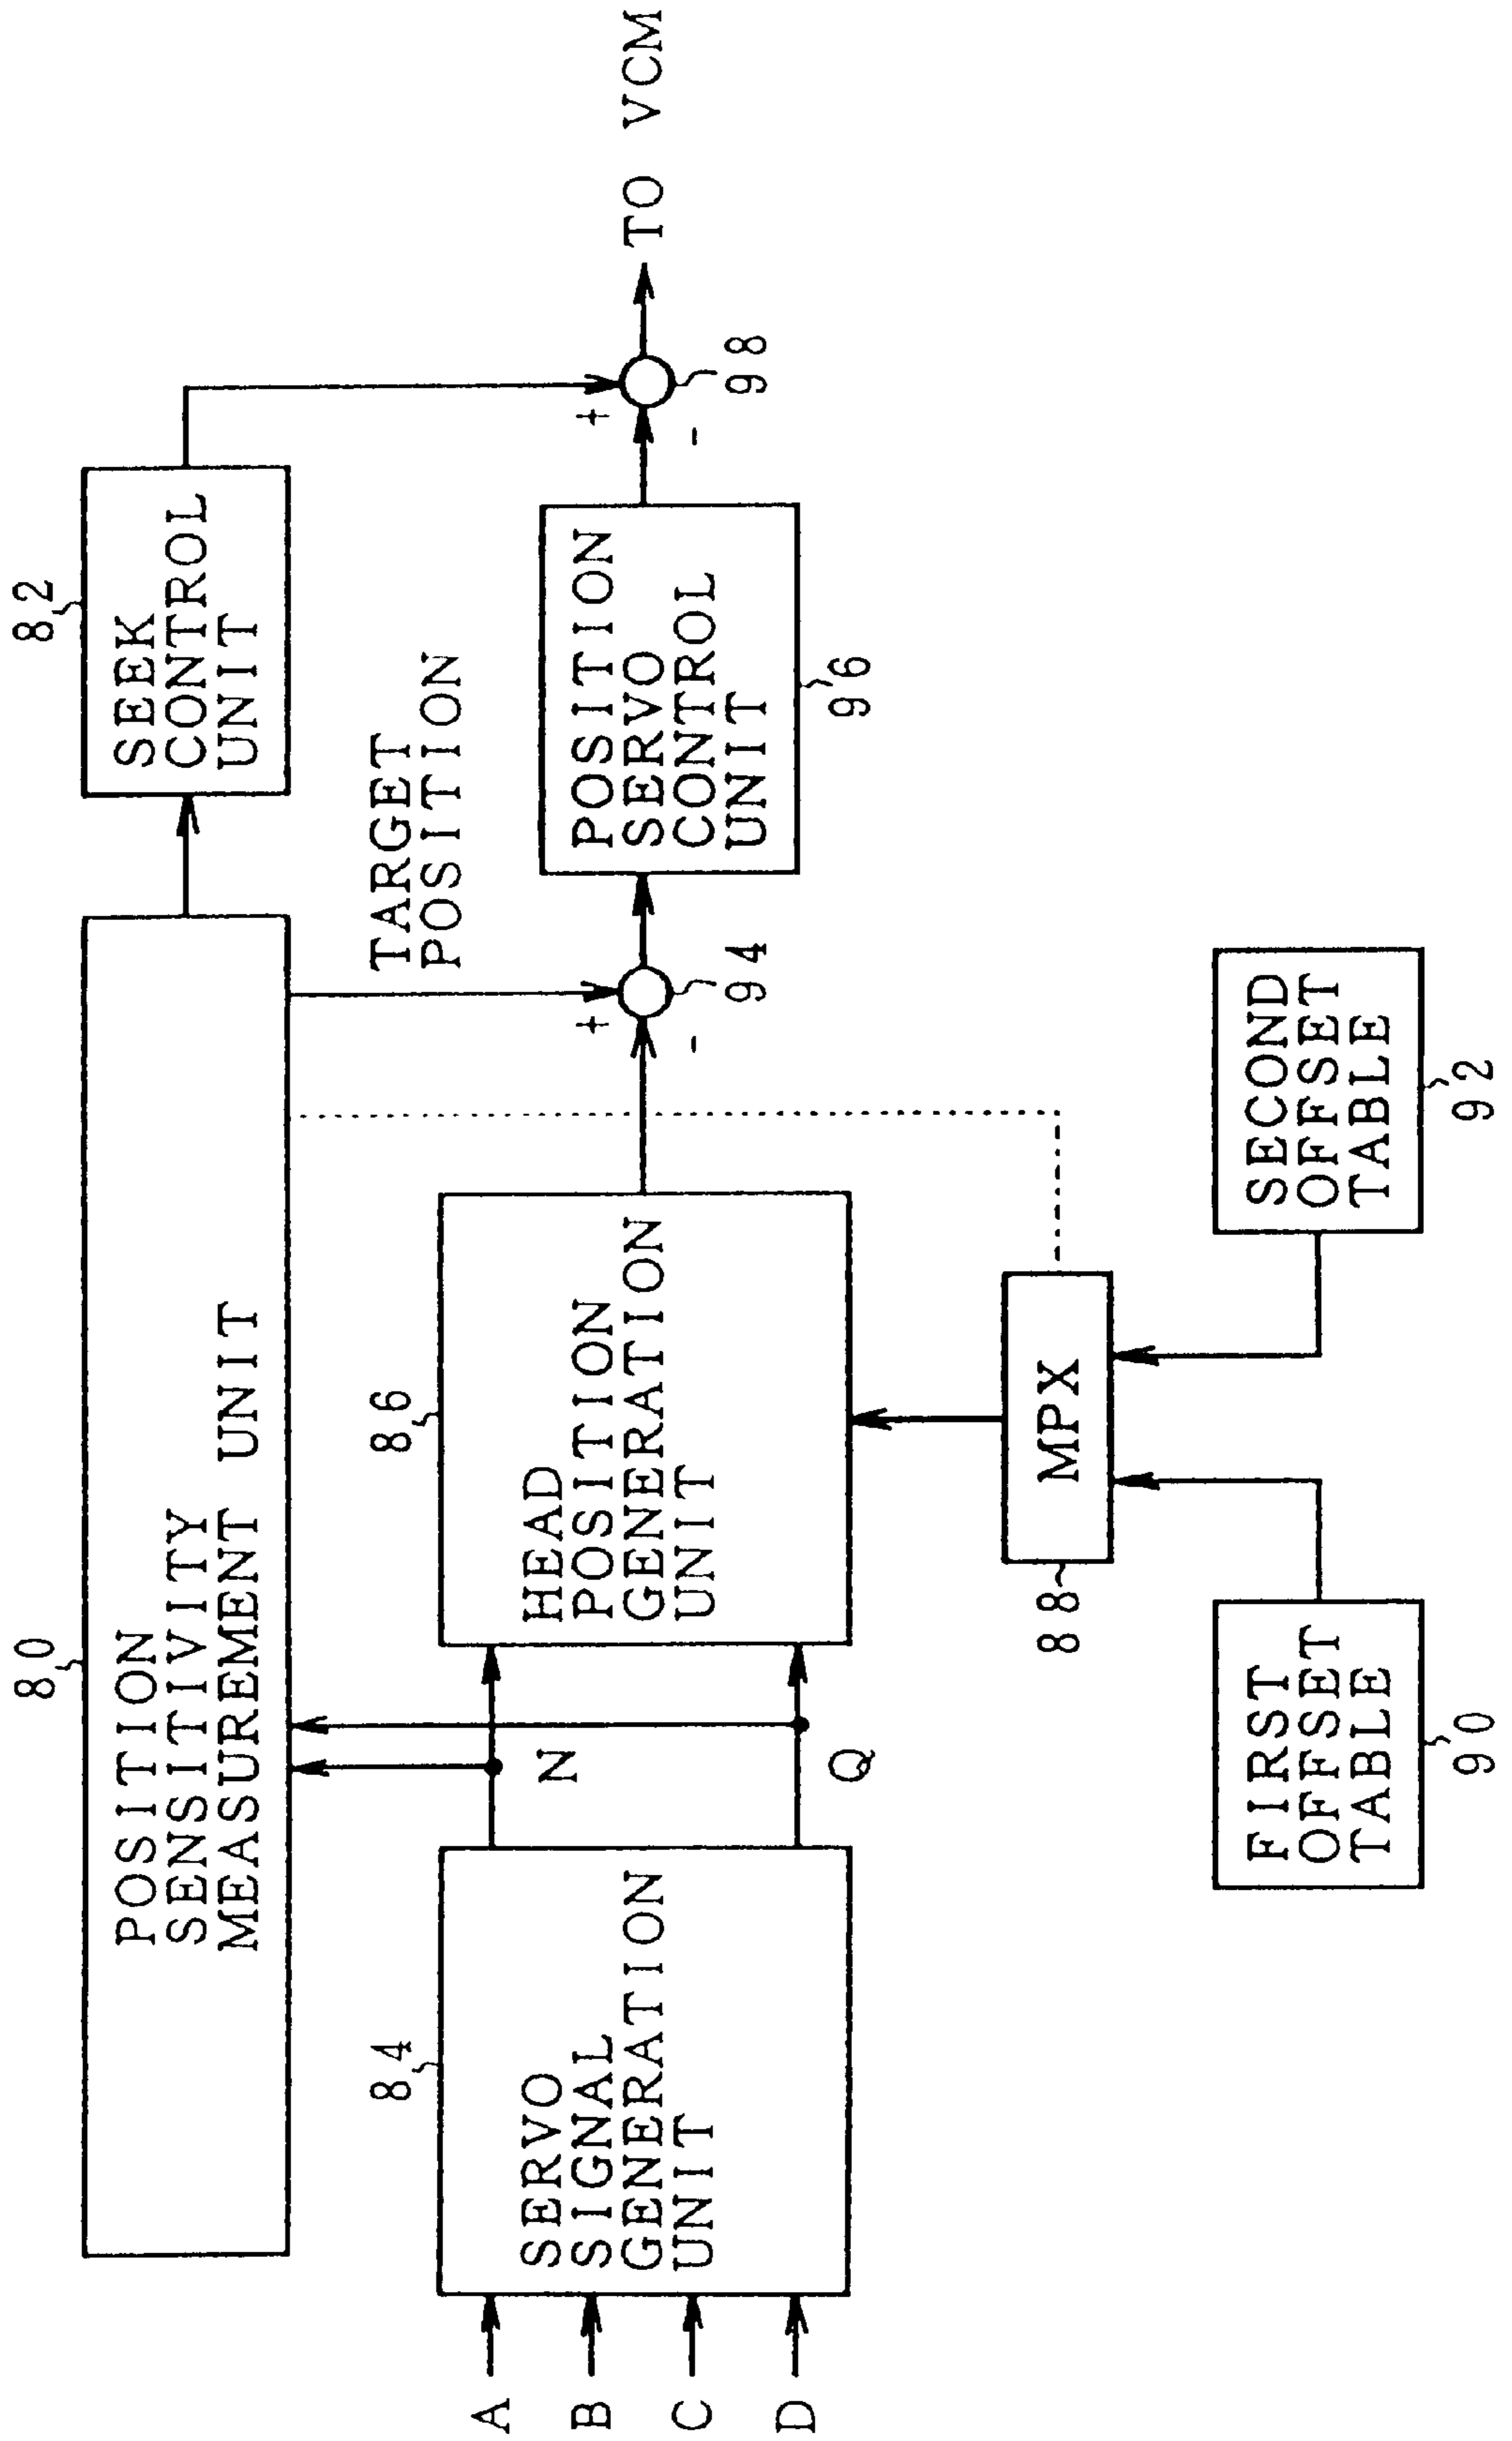 80
POSITION
SENSITIVITY
MEASUREMENT UNIT
82
SEEK
CONTROL
UNIT
TARGET
POSITION
84
SERVO
SIGNAL
GENERATION
UNIT
A
B
C
D
N
Q
86
HEAD
POSITION
GENERATION
UNIT
+
-
94
POSITION
SERVO
CONTROL
UNIT
96
+
-
98
TO VCM
88
MPX
FIRST
OFFSET
TABLE
90
SECOND
OFFSET
TABLE
92